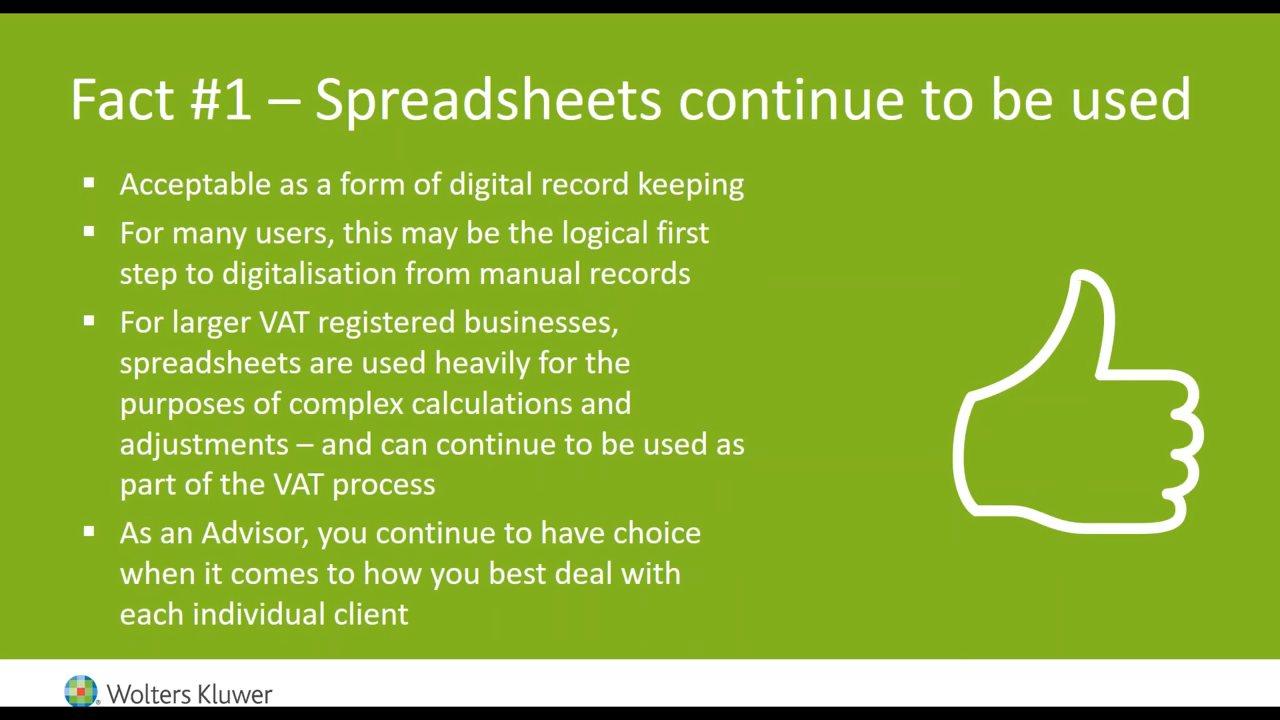 Fact #1 – Spreadsheets continue to be used
▪ Acceptable as a form of digital record keeping
▪ For many users, this may be the logical first
step to digitalisation from manual records
▪ For larger VAT registered businesses,
spreadsheets are used heavily for the
purposes of complex calculations and
adjustments – and can continue to be used as
part of the VAT process
▪ As an Advisor, you continue to have choice
when it comes to how you best deal with
each individual client
Wolters Kluwer